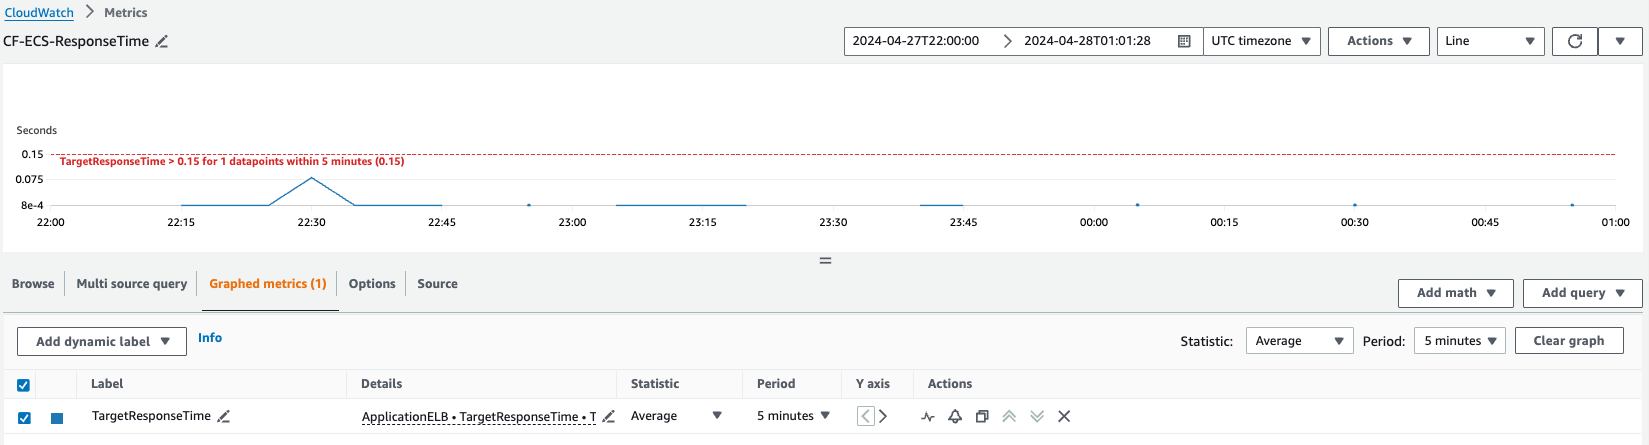 CloudWatch > Metrics
CF-ECS-ResponseTime
2024-04-27T22:00:00 > 2024-04-28T01:01:28 UTC timezone Actions Line
Seconds
0.15
TargetResponseTime > 0.15 for 1 datapoints within 5 minutes (0.15)
0.075
8e-4
22:00 22:15 22:30 22:45 23:00 23:15 23:30 23:45 00:00 00:15 00:30 00:45 01:00
Browse Multi source query Graphed metrics (1) Options Source
Add math Add query
Add dynamic label Info Statistic: Average Period: 5 minutes Clear graph
Label Details Statistic Period Y axis Actions
TargetResponseTime ApplicationELB • TargetResponseTime • T Average 5 minutes